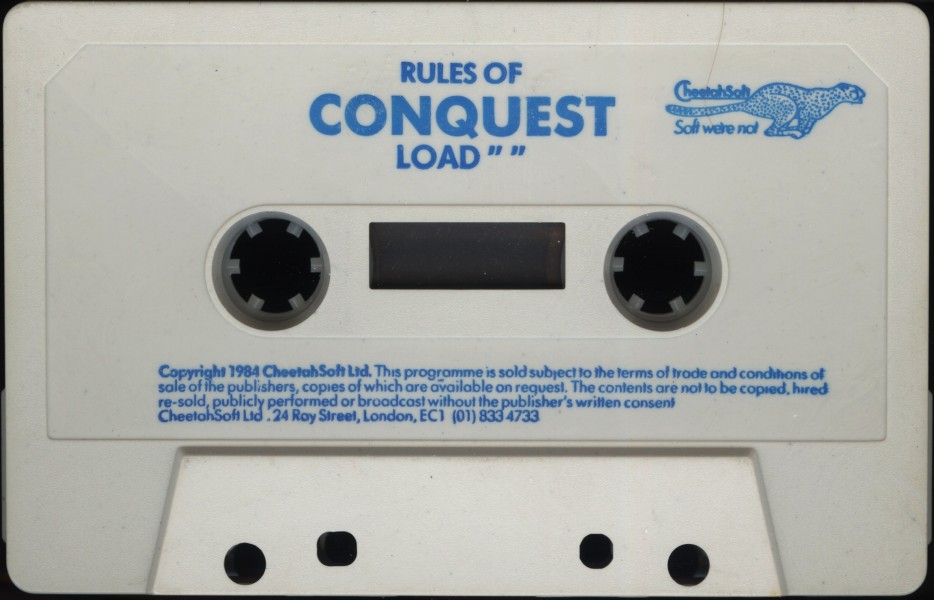 RULES OF
CONQUEST
LOAD " "
CheetahSoft
Soft we're not
Copyright 1984 CheetahSoft Ltd. This programme is sold subject to the terms of trade and conditions of
sale of the publishers, copies of which are available on request. The contents are not to be copied, hired
re-sold, publicly performed or broadcast without the publisher's written consent
CheetahSoft Ltd . 24 Ray Street, London, EC1 (01) 833 4733